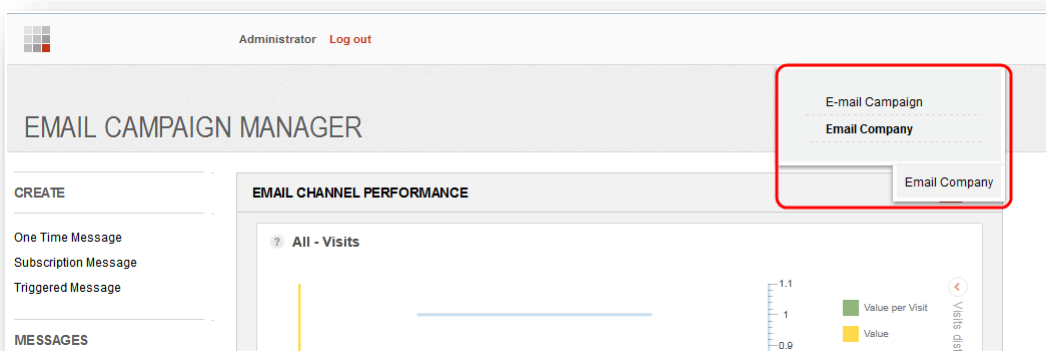 Administrator Log out
E-mail Campaign
Email Company
Email Company
EMAIL CAMPAIGN MANAGER
CREATE
One Time Message
Subscription Message
Triggered Message
MESSAGES
EMAIL CHANNEL PERFORMANCE
? All - Visits
1.1
1
0.9
Value per Visit
Value
Visits dist